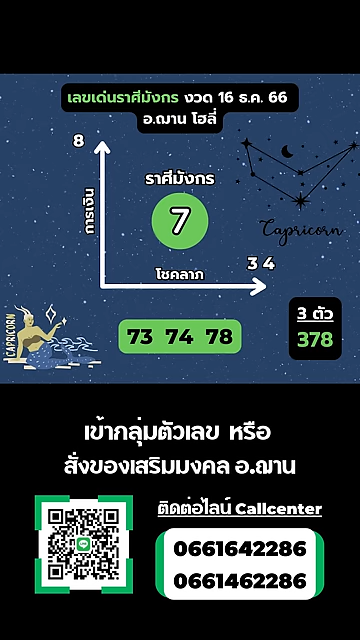 เลขเด่นราศีมังกร งวด 16 ธ.ค. 66
อ.ฌาน โฮลี่
8
ราศีมังกร
7
การเงิน
Capricorn
โชคลาภ
3 4
CAPRICORN
73 74 78
3 ตัว
378
เข้ากลุ่มตัวเลข หรือ
สั่งของเสริมมงคล อ.ฌาน
ติดต่อไลน์ Callcenter
0661642286
0661462286